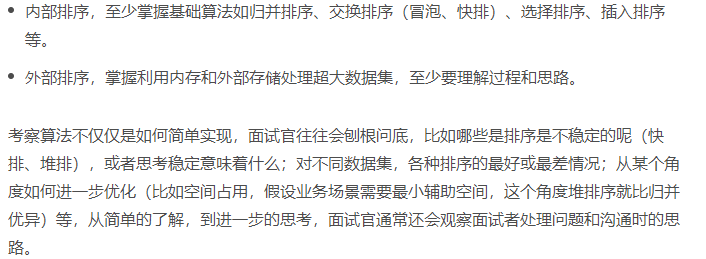 • 内部排序，至少掌握基础算法如归并排序、交换排序（冒泡、快排）、选择排序、插入排序
等。
• 外部排序，掌握利用内存和外部存储处理超大数据集，至少要理解过程和思路。
考察算法不仅仅是如何简单实现，面试官往往会刨根问底，比如哪些是排序是不稳定的呢（快
排、堆排），或者思考稳定意味着什么；对不同数据集，各种排序的最好或最差情况；从某个角
度如何进一步优化（比如空间占用，假设业务场景需要最小辅助空间，这个角度堆排序就比归并
优异）等，从简单的了解，到进一步的思考，面试官通常还会观察面试者处理问题和沟通时的思
路。